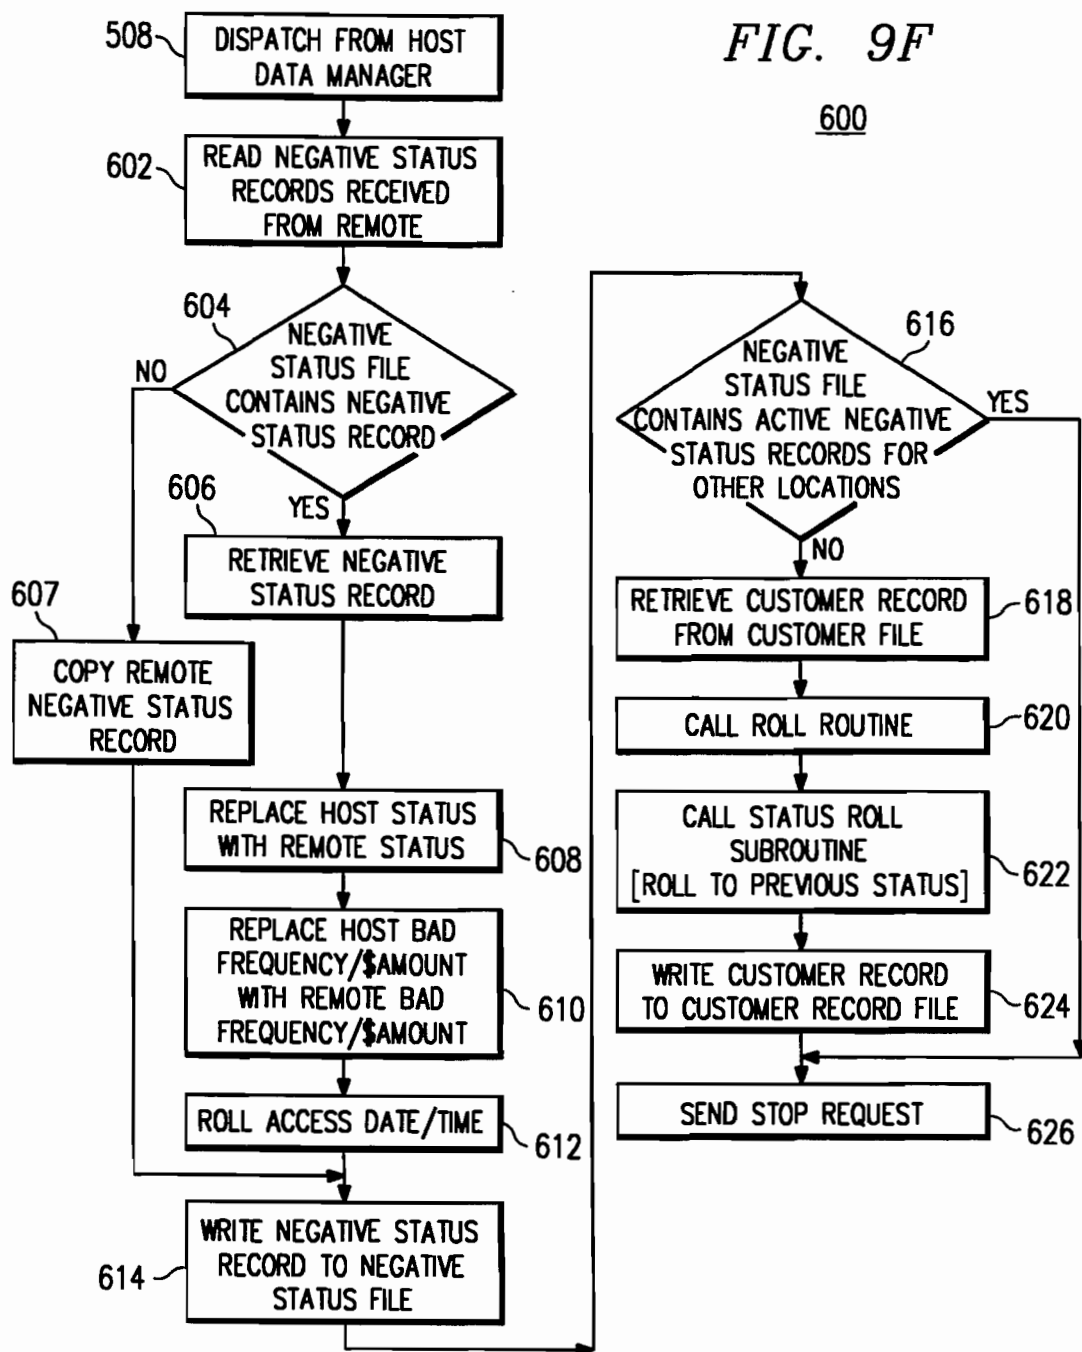 FIG. 9F
600
508
DISPATCH FROM HOST
DATA MANAGER
602
READ NEGATIVE STATUS
RECORDS RECEIVED
FROM REMOTE
604
NEGATIVE
STATUS FILE
CONTAINS NEGATIVE
STATUS RECORD
NO
YES
606
RETRIEVE NEGATIVE
STATUS RECORD
607
COPY REMOTE
NEGATIVE STATUS
RECORD
REPLACE HOST STATUS
WITH REMOTE STATUS
608
REPLACE HOST BAD
FREQUENCY/$AMOUNT
WITH REMOTE BAD
FREQUENCY/$AMOUNT
610
ROLL ACCESS DATE/TIME
612
WRITE NEGATIVE STATUS
RECORD TO NEGATIVE
STATUS FILE
614
616
NEGATIVE
STATUS FILE
CONTAINS ACTIVE NEGATIVE
STATUS RECORDS FOR
OTHER LOCATIONS
YES
NO
RETRIEVE CUSTOMER RECORD
FROM CUSTOMER FILE
618
CALL ROLL ROUTINE
620
CALL STATUS ROLL
SUBROUTINE
[ROLL TO PREVIOUS STATUS]
622
WRITE CUSTOMER RECORD
TO CUSTOMER RECORD FILE
624
SEND STOP REQUEST
626